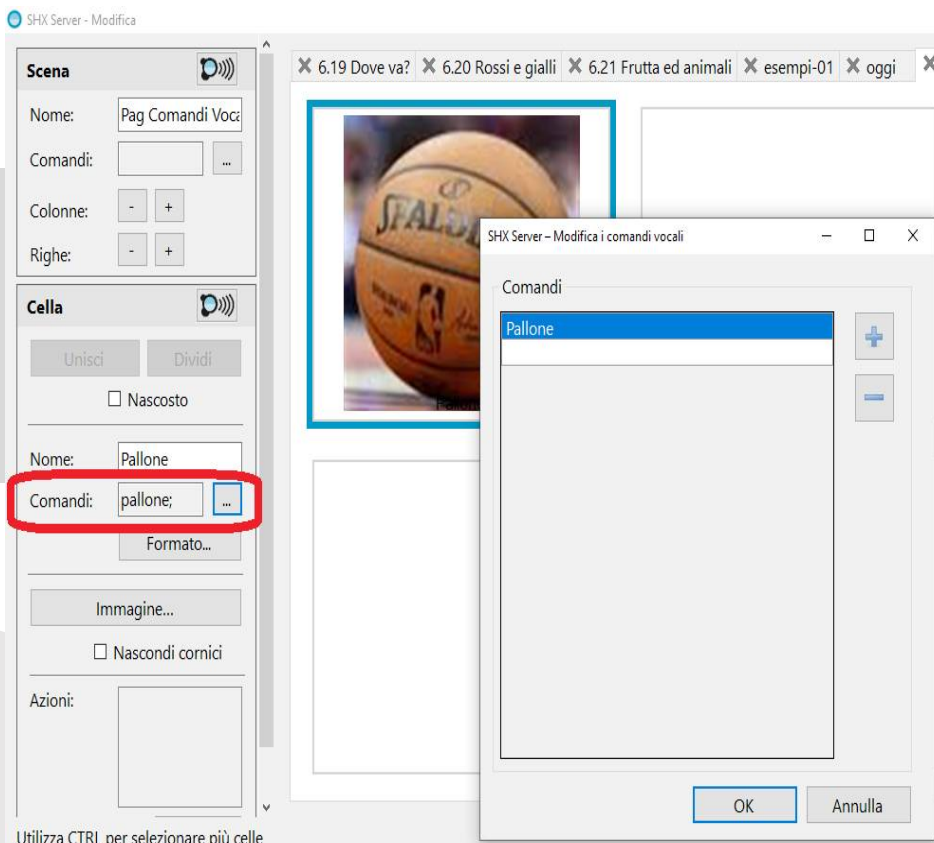 SHX Server - Modifica
Scena
Nome: Pag Comandi Voca
Comandi: ...
Colonne: - +
Righe: - +
Cella
Unisci Dividi
Nascosto
Nome: Pallone
Comandi: pallone; ...
Formato...
Immagine...
Nascondi cornici
Azioni:
Utilizza CTRL per selezionare più celle
6.19 Dove va? 6.20 Rossi e gialli 6.21 Frutta ed animali esempi-01 oggi
SPALD
SHX Server – Modifica i comandi vocali
Comandi
Pallone
OK Annulla